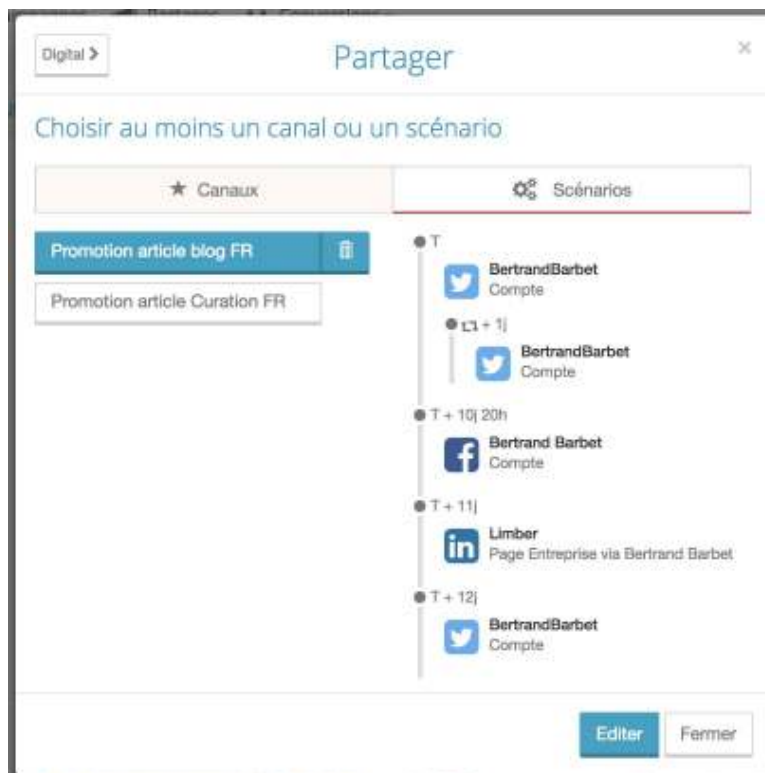 Partages
Conversions
Digital >
Partager
×
Choisir au moins un canal ou un scénario
Canaux
Scénarios
Promotion article blog FR
Promotion article Curation FR
T
BertrandBarbet
Compte
+ 1j
BertrandBarbet
Compte
T + 10j 20h
Bertrand Barbet
Compte
T + 11j
Limber
Page Entreprise via Bertrand Barbet
T + 12j
BertrandBarbet
Compte
Editer
Fermer